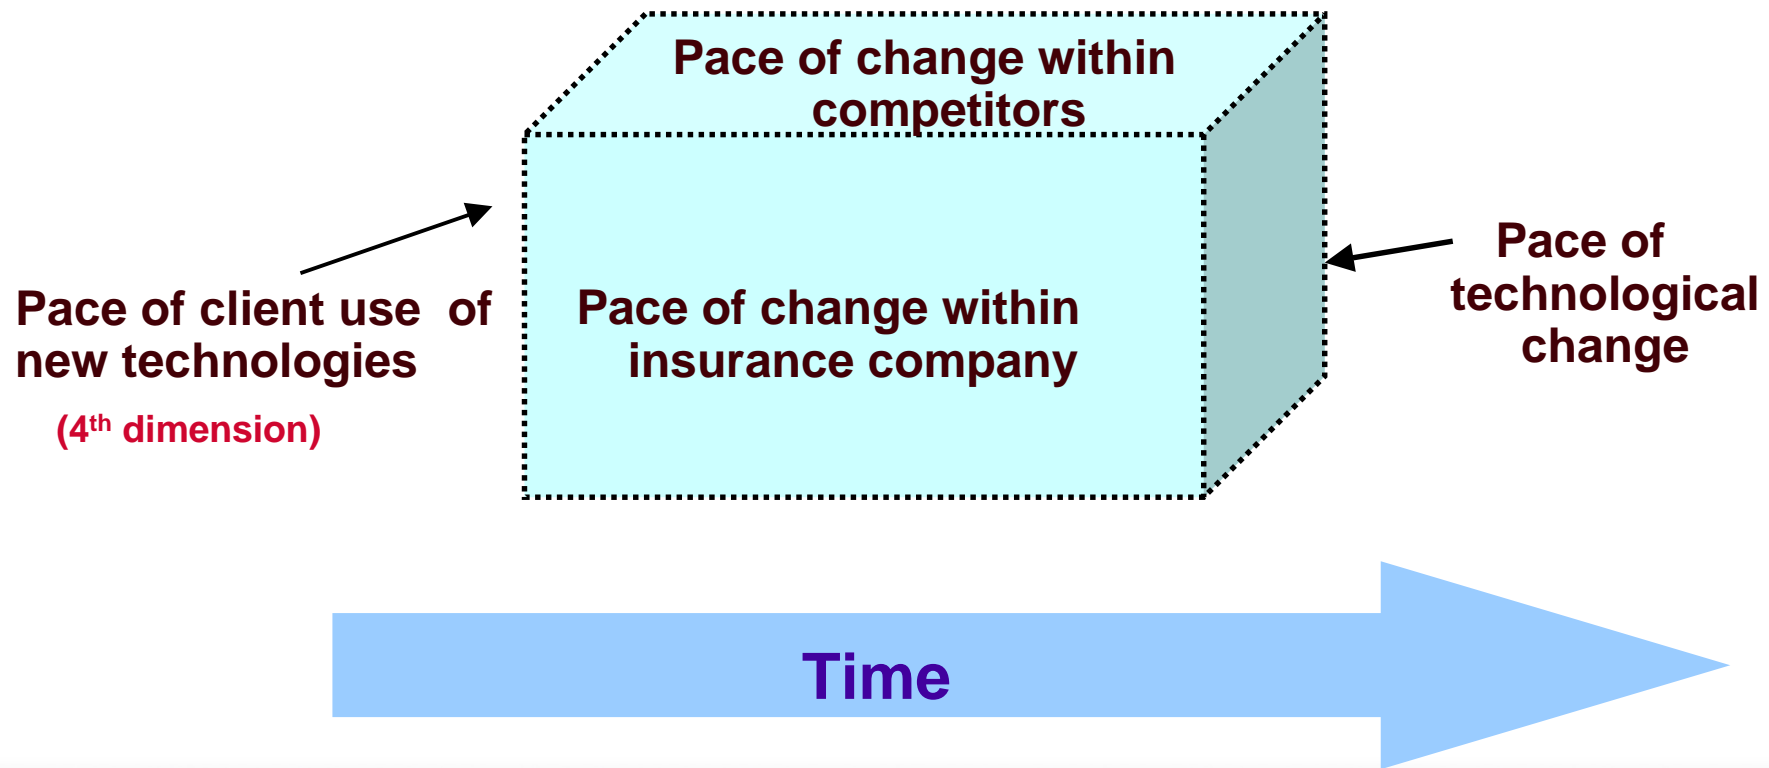 Pace of change within
competitors
Pace of client use of
new technologies
(4th dimension)
Pace of change within
insurance company
Pace of
technological
change
Time